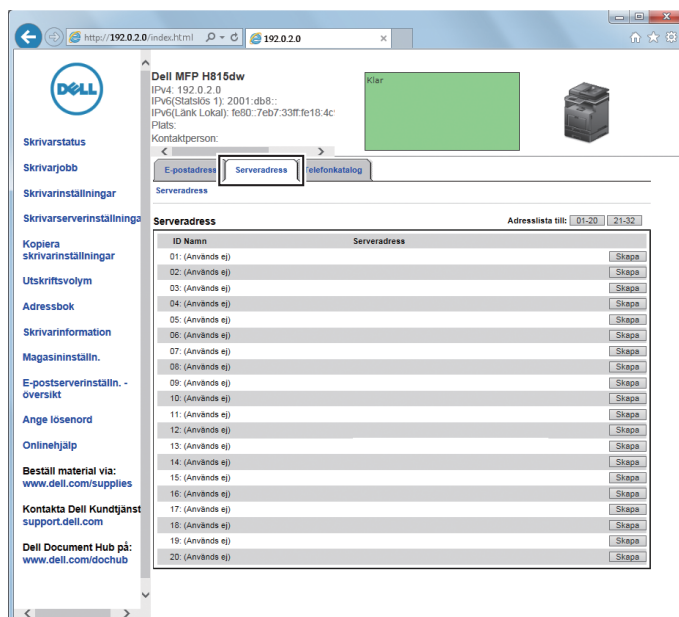 http://192.0.2.0/index.html
192.0.2.0
DELL
Dell MFP H815dw
IPv4: 192.0.2.0
IPv6(Statslös 1): 2001:db8::
IPv6(Länk Lokal): fe80::7eb7:33ff:fe18:4c
Plats:
Kontaktperson:
Klar
Skrivarstatus
Skrivarjobb
Skrivarinställningar
Skrivarserverinställninga
Kopiera
skrivarinställningar
Utskriftsvolym
Adressbok
Skrivarinformation
Magasininställn.
E-postserverinställn. -
översikt
Ange lösenord
Onlinehjälp
Beställ material via:
www.dell.com/supplies
Kontakta Dell Kundtjänst
support.dell.com
Dell Document Hub på:
www.dell.com/dochub
E-postadress Serveradress Telefonkatalog
Serveradress
Serveradress Adresslista till: 01-20 21-32
ID Namn Serveradress
01: (Används ej) Skapa
02: (Används ej) Skapa
03: (Används ej) Skapa
04: (Används ej) Skapa
05: (Används ej) Skapa
06: (Används ej) Skapa
07: (Används ej) Skapa
08: (Används ej) Skapa
09: (Används ej) Skapa
10: (Används ej) Skapa
11: (Används ej) Skapa
12: (Används ej) Skapa
13: (Används ej) Skapa
14: (Används ej) Skapa
15: (Används ej) Skapa
16: (Används ej) Skapa
17: (Används ej) Skapa
18: (Används ej) Skapa
19: (Används ej) Skapa
20: (Används ej) Skapa